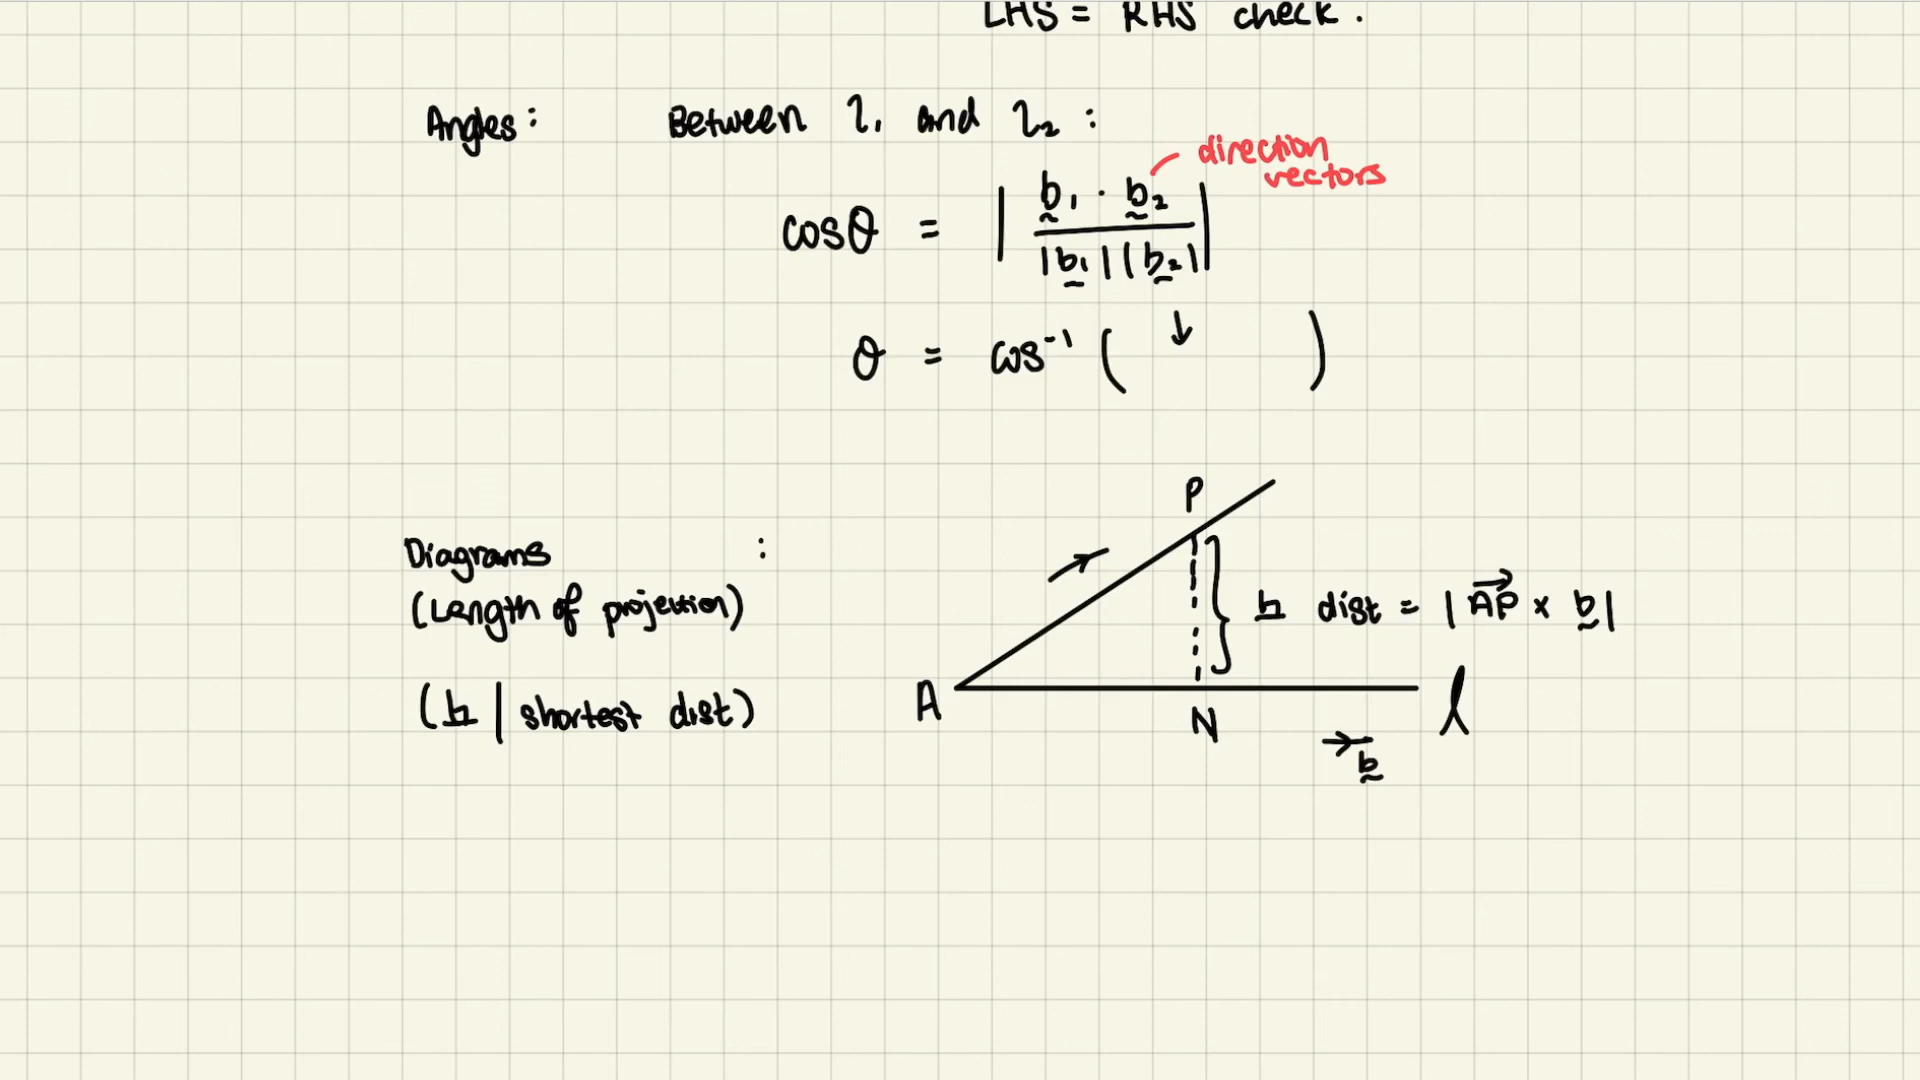 LHS = RHS check.
Angles: Between l₁ and l₂ :
direction
vectors
cosθ = | b₁ · b₂ / |b₁| |b₂| |
θ = cos⁻¹ ( ↓ )
P
Diagrams :
(Length of projection)
⊥ dist = | AP × b |
(⊥ | shortest dist)
A
N
l
b